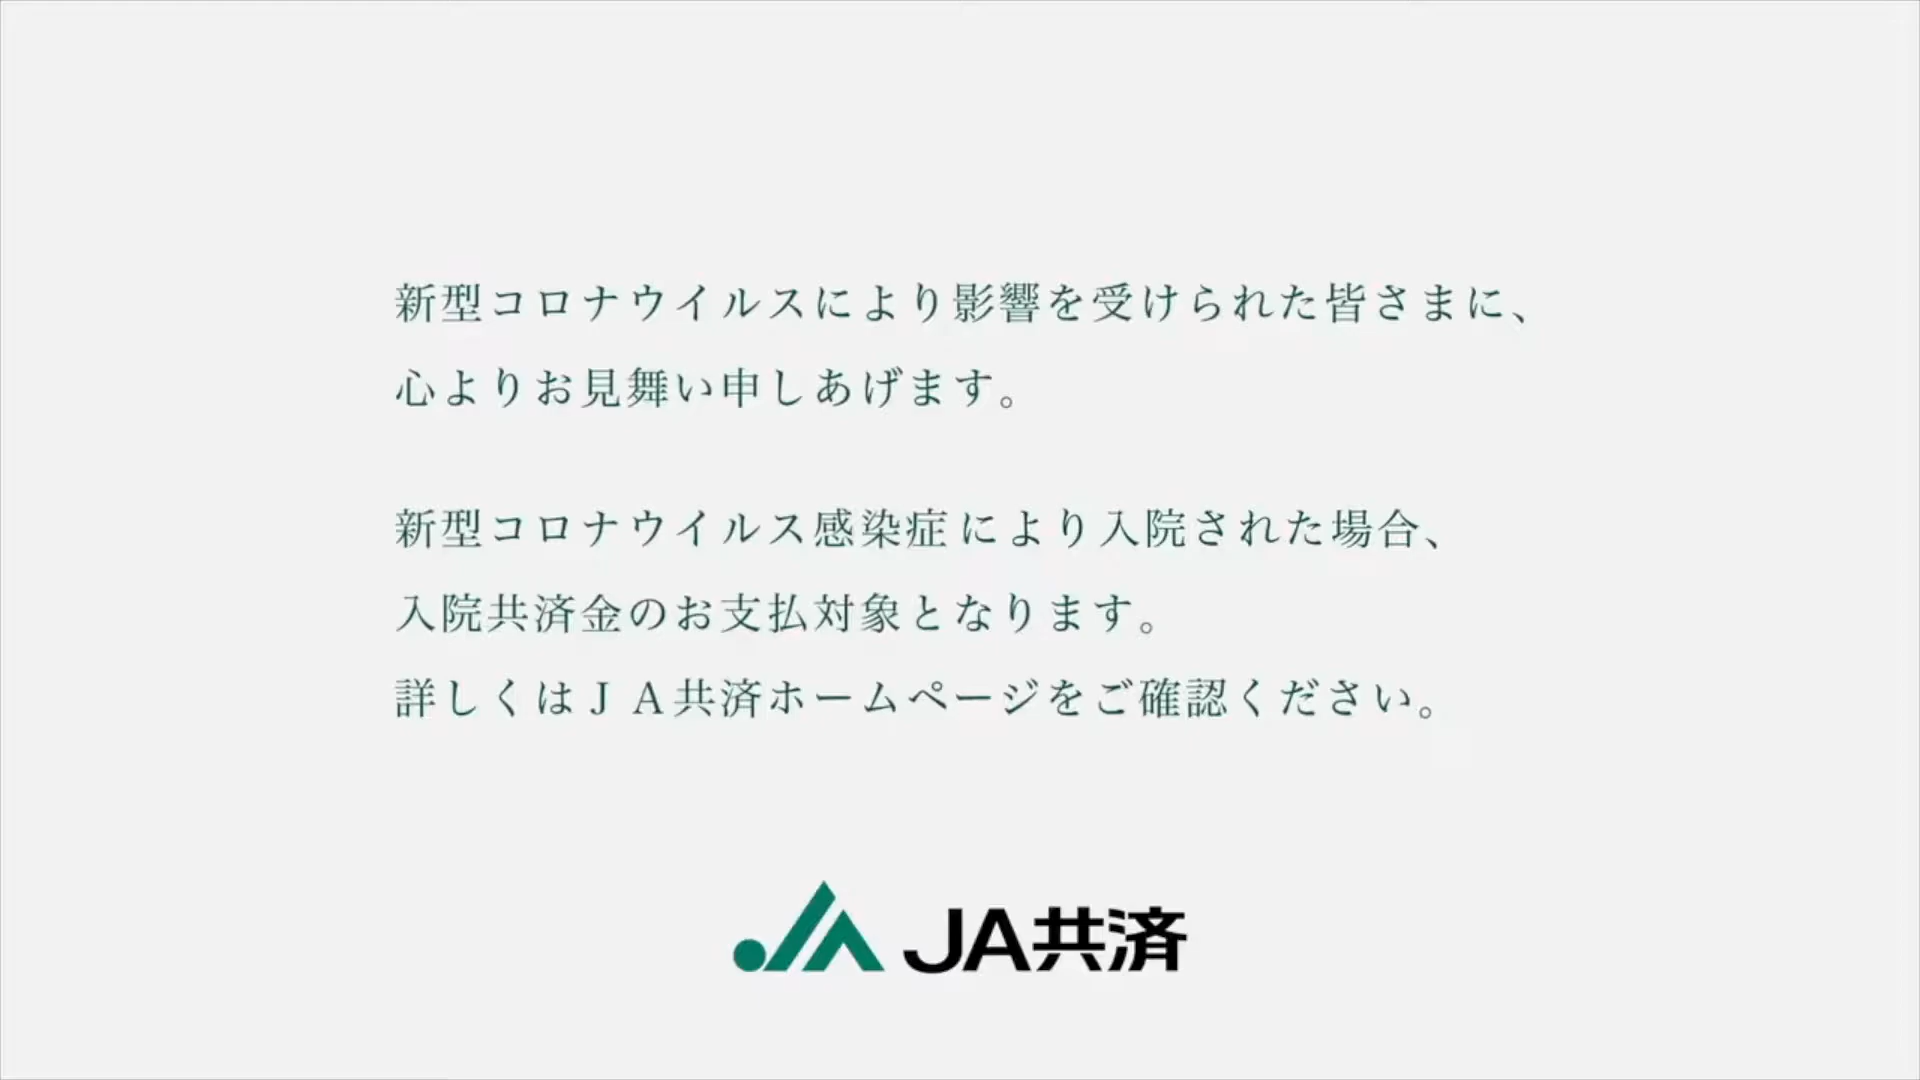 新型コロナウイルスにより影響を受けられた皆さまに、
心よりお見舞い申しあげます。
新型コロナウイルス感染症により入院された場合、
入院共済金のお支払対象となります。
詳しくはＪＡ共済ホームページをご確認ください。
JA共済